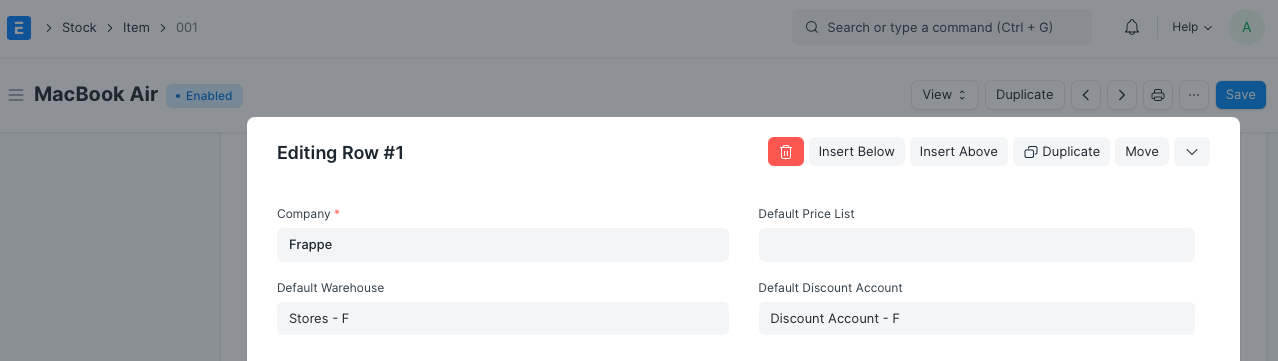 E Stock Item 001 Search or type a command (Ctrl + G) Help A
MacBook Air Enabled View Duplicate ... Save
Editing Row #1 Insert Below Insert Above Duplicate Move
Company * Default Price List
Frappe
Default Warehouse Default Discount Account
Stores - F Discount Account - F